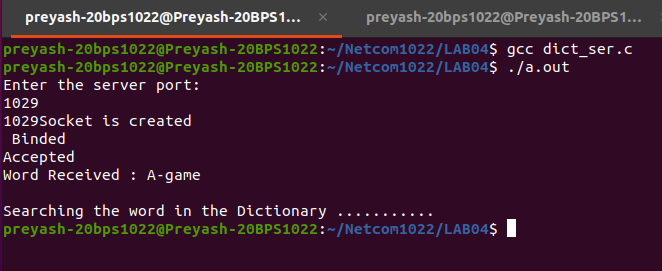 preyash-20bps1022@Preyash-20BPS1... × preyash-20bps1022@Preyash-20BPS1022: ~/Netcom...
preyash-20bps1022@Preyash-20BPS1022:~/Netcom1022/LAB04$ gcc dict_ser.c
preyash-20bps1022@Preyash-20BPS1022:~/Netcom1022/LAB04$ ./a.out
Enter the server port:
1029
1029Socket is created
 Binded
Accepted
Word Received : A-game

Searching the word in the Dictionary ...........
preyash-20bps1022@Preyash-20BPS1022:~/Netcom1022/LAB04$